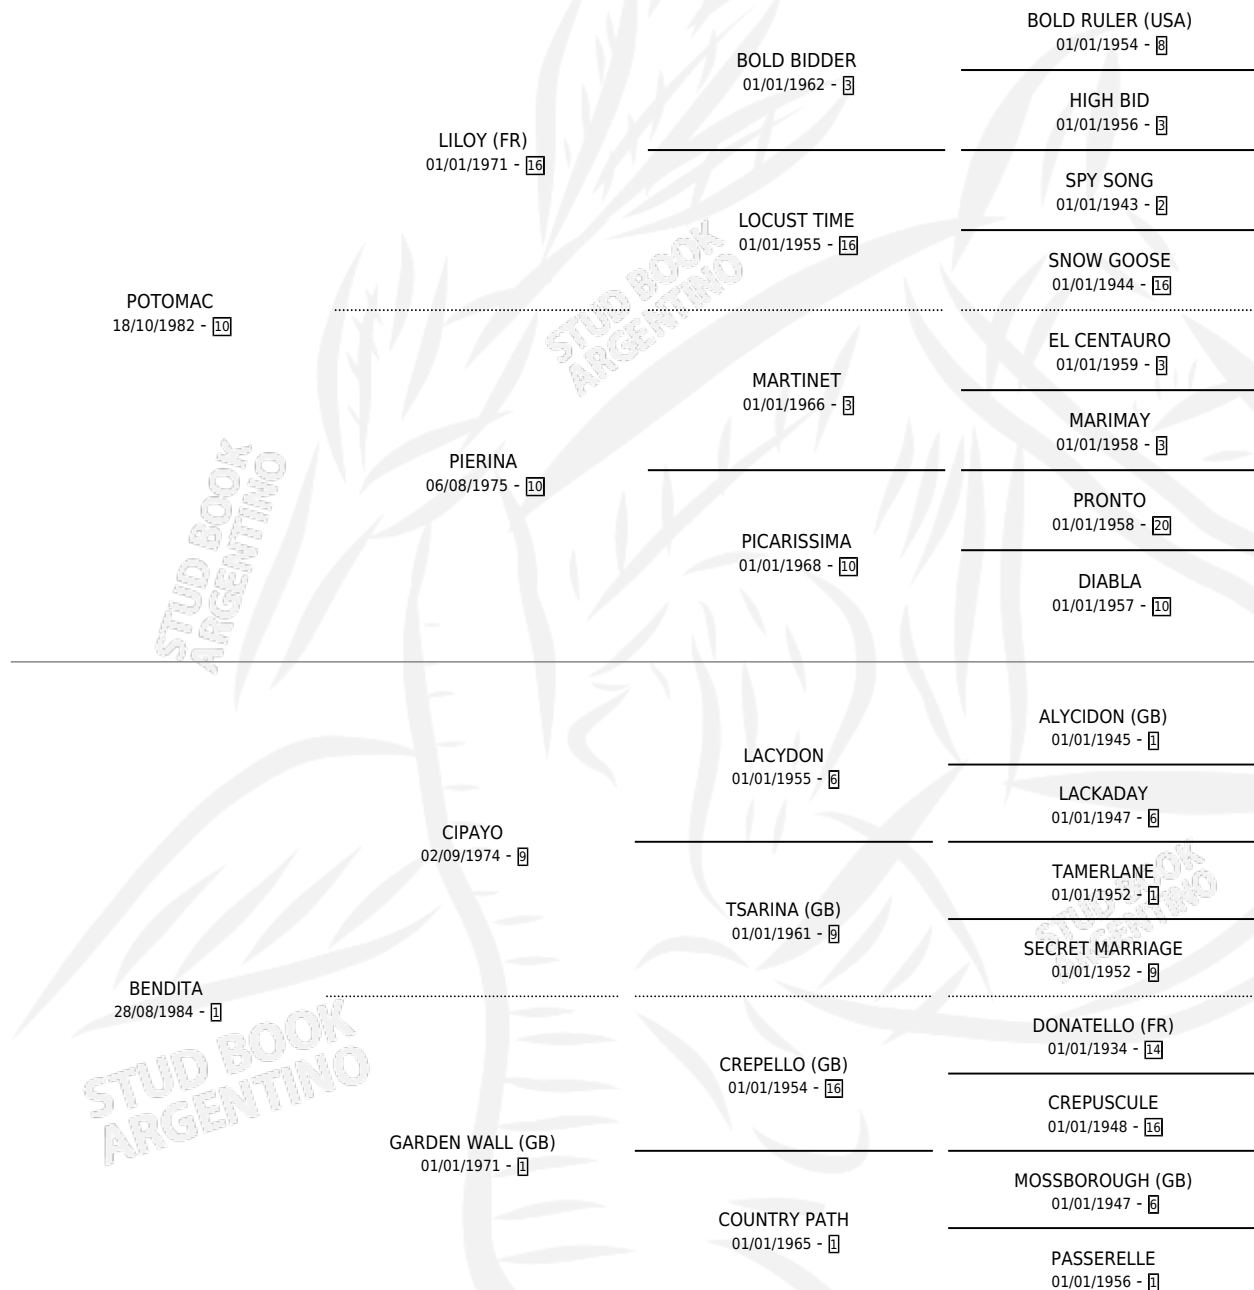 BOLD RULER (USA)
01/01/1954 - 8
BOLD BIDDER
01/01/1962 - 3
HIGH BID
01/01/1956 - 3
LILOY (FR)
01/01/1971 - 16
SPY SONG
01/01/1943 - 2
LOCUST TIME
01/01/1955 - 16
SNOW GOOSE
01/01/1944 - 16
POTOMAC
18/10/1982 - 10
STUD BOOK
ARGENTINO
EL CENTAURO
01/01/1959 - 3
MARTINET
01/01/1966 - 3
MARIMAY
01/01/1958 - 3
PIERINA
06/08/1975 - 10
PRONTO
01/01/1958 - 20
PICARISSIMA
01/01/1968 - 10
DIABLA
01/01/1957 - 10
STUD BOOK
ARGENTINO
ALYCIDON (GB)
01/01/1945 - 1
LACYDON
01/01/1955 - 6
LACKADAY
01/01/1947 - 6
CIPAYO
02/09/1974 - 9
TAMERLANE
01/01/1952 - 1
TSARINA (GB)
01/01/1961 - 9
STUD BOOK
ARGENTINO
SECRET MARRIAGE
01/01/1952 - 9
BENDITA
28/08/1984 - 1
DONATELLO (FR)
01/01/1934 - 14
CREPELLO (GB)
01/01/1954 - 16
STUD BOOK
ARGENTINO
CREPUSCULE
01/01/1948 - 16
GARDEN WALL (GB)
01/01/1971 - 1
MOSSBOROUGH (GB)
01/01/1947 - 6
COUNTRY PATH
01/01/1965 - 1
PASSERELLE
01/01/1956 - 1